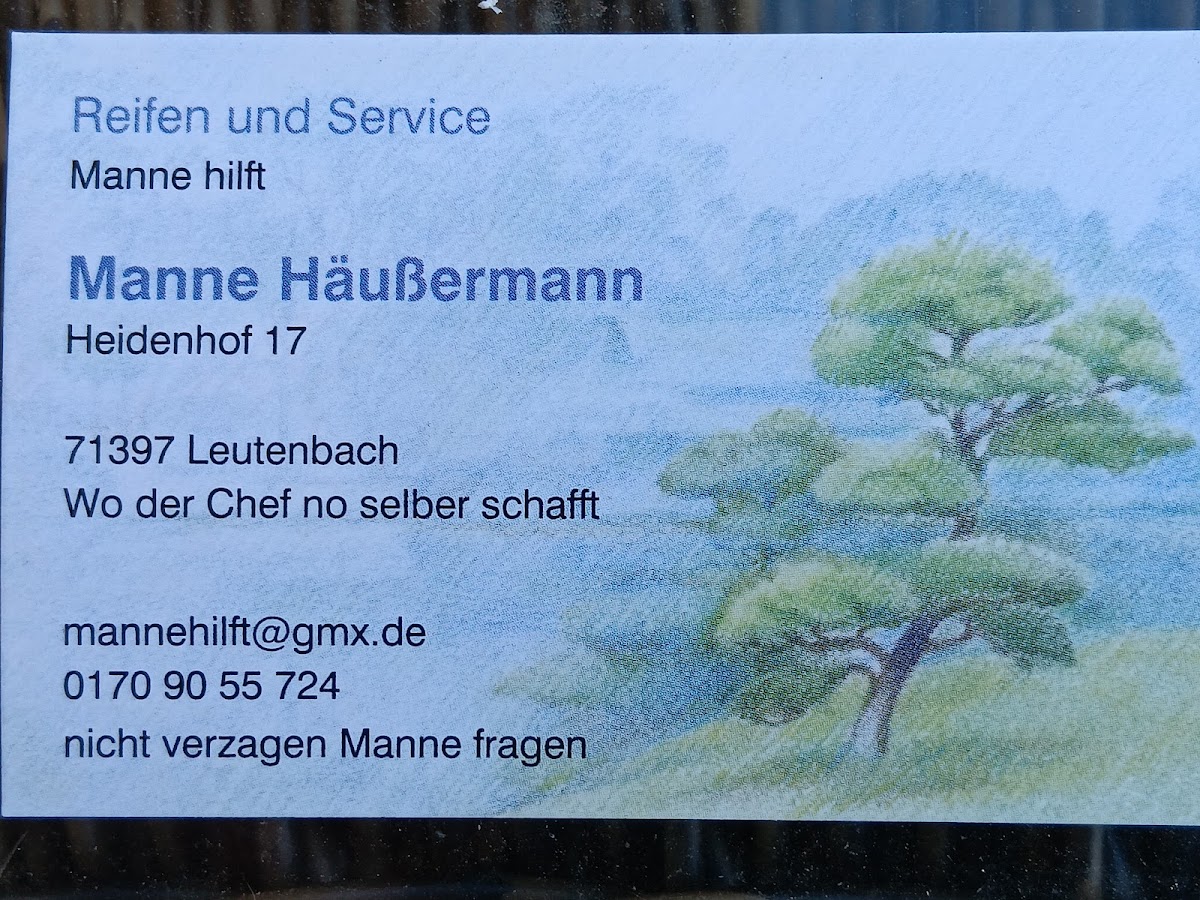 Reifen und Service
Manne hilft
Manne Häußermann
Heidenhof 17
71397 Leutenbach
Wo der Chef no selber schafft
mannehilft@gmx.de
0170 90 55 724
nicht verzagen Manne fragen